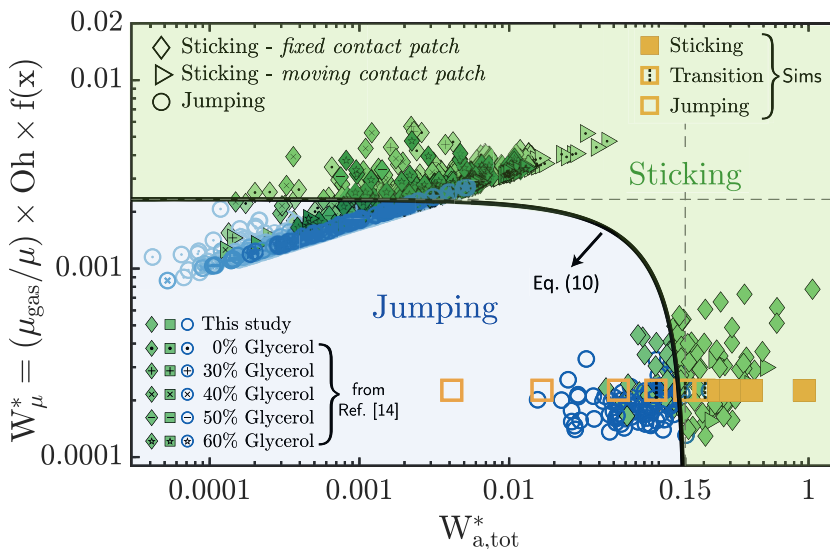 0.02
0.01
0.001
0.0001
W*μ = (μgas/μ) × Oh × f(x)
Sticking - fixed contact patch
Sticking - moving contact patch
Jumping
Sticking
Transition
Jumping
Sims
Sticking
Jumping
Eq. (10)
This study
0% Glycerol
30% Glycerol
40% Glycerol
50% Glycerol
60% Glycerol
from
Ref. [14]
0.0001
0.001
0.01
0.15
1
W*a,tot